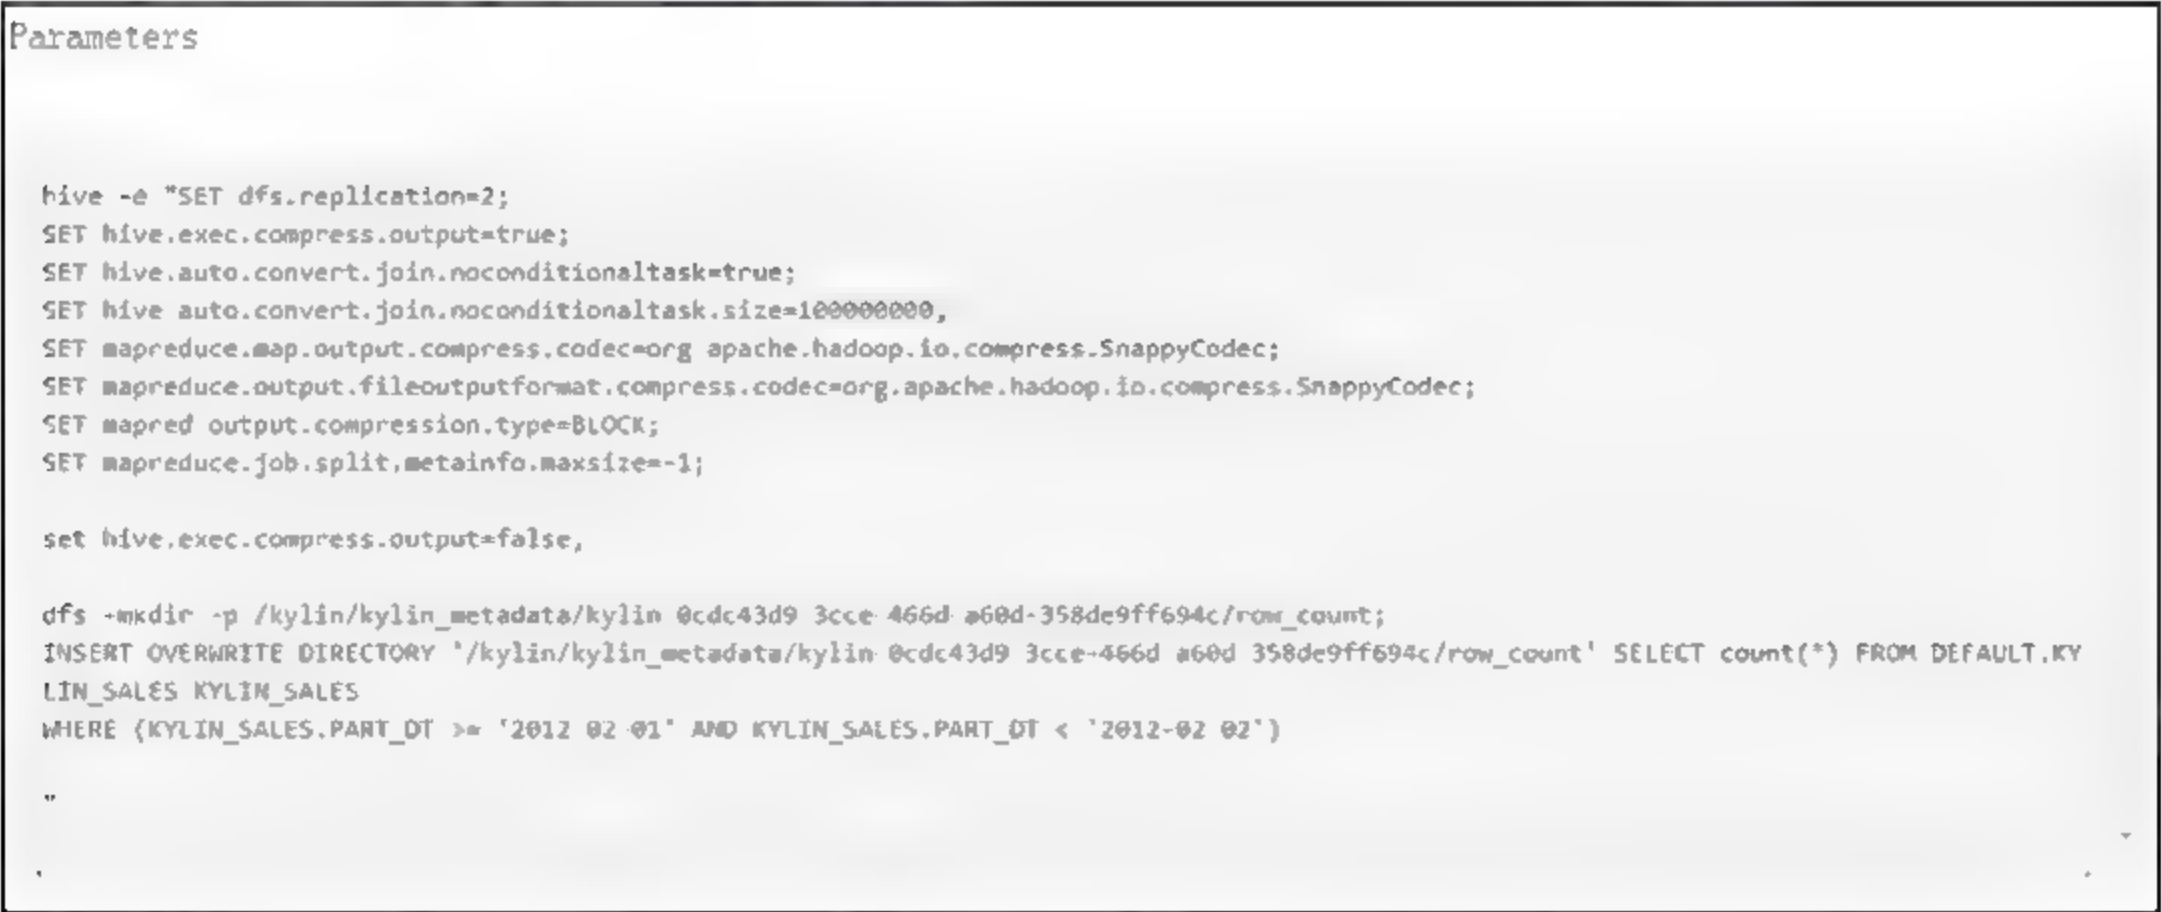 Parameters
hive -e "SET dfs.replication=2;
SET hive.exec.compress.output=true;
SET hive.auto.convert.join.noconditionaltask=true;
SET hive auto.convert.join.noconditionaltask.size=100000000,
SET mapreduce.map.output.compress.codec=org apache.hadoop.io.compress.SnappyCodec;
SET mapreduce.output.fileoutputformat.compress.codec=org.apache.hadoop.io.compress.SnappyCodec;
SET mapred output.compression.type=BLOCK;
SET mapreduce.job.split.metainfo.maxsize=-1;
set hive.exec.compress.output=false,
dfs -mkdir -p /kylin/kylin_metadata/kylin 0cdc43d9 3cce 466d a60d-358de9ff694c/row_count;
INSERT OVERWRITE DIRECTORY '/kylin/kylin_metadata/kylin 0cdc43d9 3cce-466d a60d 358de9ff694c/row_count' SELECT count(*) FROM DEFAULT.KY
LIN_SALES KYLIN_SALES
WHERE (KYLIN_SALES.PART_DT >= '2012 02 01' AND KYLIN_SALES.PART_DT < '2012-02 02')
"